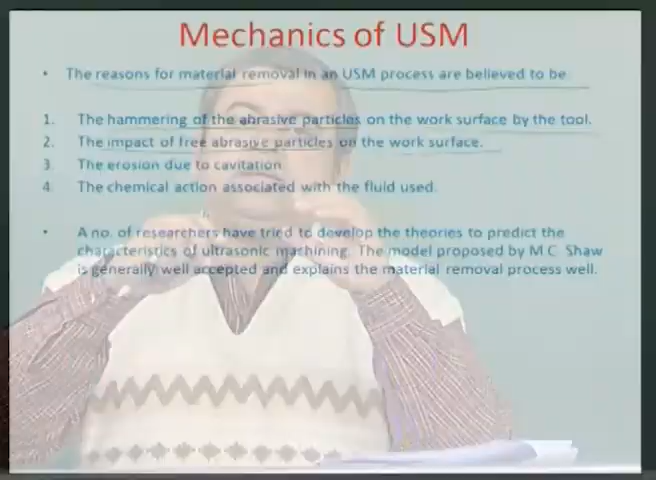 Mechanics of USM
• The reasons for material removal in an USM process are believed to be
1. The hammering of the abrasive particles on the work surface by the tool.
2. The impact of free abrasive particles on the work surface.
3. The erosion due to cavitation
4. The chemical action associated with the fluid used.
• A no. of researchers have tried to develop the theories to predict the
characteristics of ultrasonic machining. The model proposed by M.C. Shaw
is generally well accepted and explains the material removal process well.